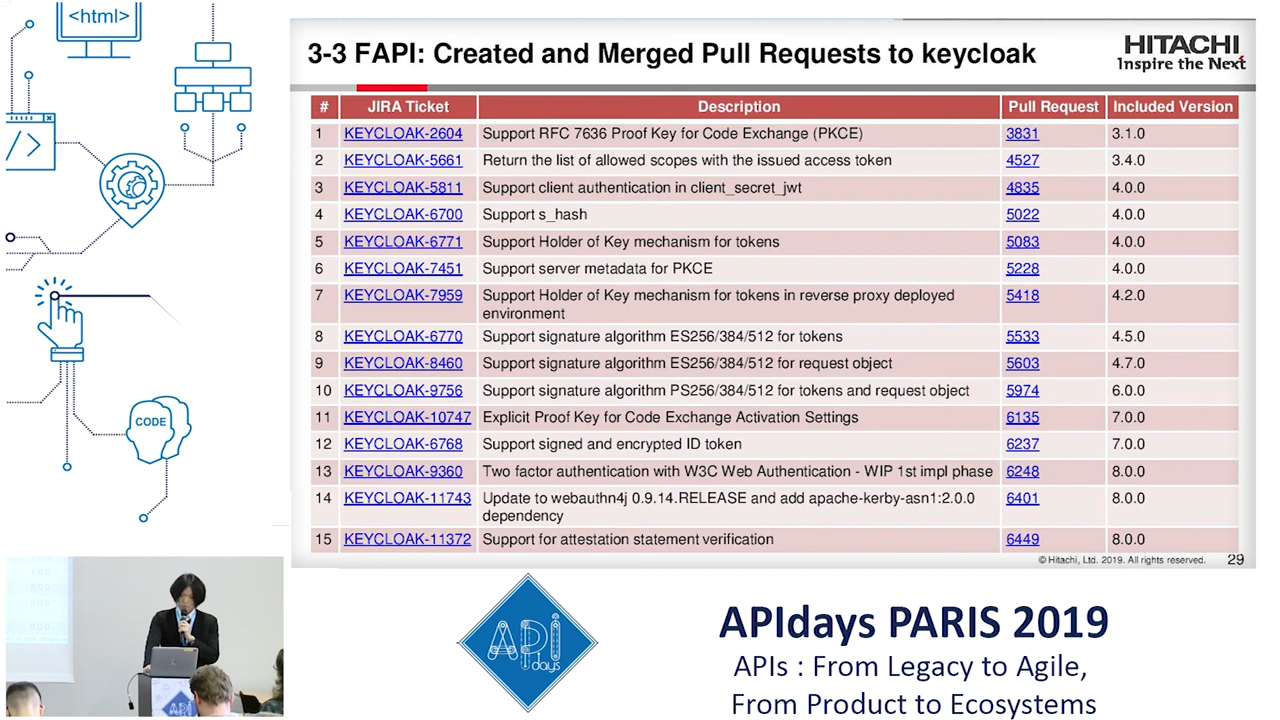 <html>
</>
CODE
3-3 FAPI: Created and Merged Pull Requests to keycloak
HITACHI
Inspire the Next
# JIRA Ticket Description Pull Request Included Version
1 KEYCLOAK-2604 Support RFC 7636 Proof Key for Code Exchange (PKCE) 3831 3.1.0
2 KEYCLOAK-5661 Return the list of allowed scopes with the issued access token 4527 3.4.0
3 KEYCLOAK-5811 Support client authentication in client_secret_jwt 4835 4.0.0
4 KEYCLOAK-6700 Support s_hash 5022 4.0.0
5 KEYCLOAK-6771 Support Holder of Key mechanism for tokens 5083 4.0.0
6 KEYCLOAK-7451 Support server metadata for PKCE 5228 4.0.0
7 KEYCLOAK-7959 Support Holder of Key mechanism for tokens in reverse proxy deployed 5418 4.2.0
environment
8 KEYCLOAK-6770 Support signature algorithm ES256/384/512 for tokens 5533 4.5.0
9 KEYCLOAK-8460 Support signature algorithm ES256/384/512 for request object 5603 4.7.0
10 KEYCLOAK-9756 Support signature algorithm PS256/384/512 for tokens and request object 5974 6.0.0
11 KEYCLOAK-10747 Explicit Proof Key for Code Exchange Activation Settings 6135 7.0.0
12 KEYCLOAK-6768 Support signed and encrypted ID token 6237 7.0.0
13 KEYCLOAK-9360 Two factor authentication with W3C Web Authentication - WIP 1st impl phase 6248 8.0.0
14 KEYCLOAK-11743 Update to webauthn4j 0.9.14.RELEASE and add apache-kerby-asn1:2.0.0 6401 8.0.0
dependency
15 KEYCLOAK-11372 Support for attestation statement verification 6449 8.0.0
© Hitachi, Ltd. 2019. All rights reserved. 29
API
days
APIdays PARIS 2019
APIs : From Legacy to Agile,
From Product to Ecosystems